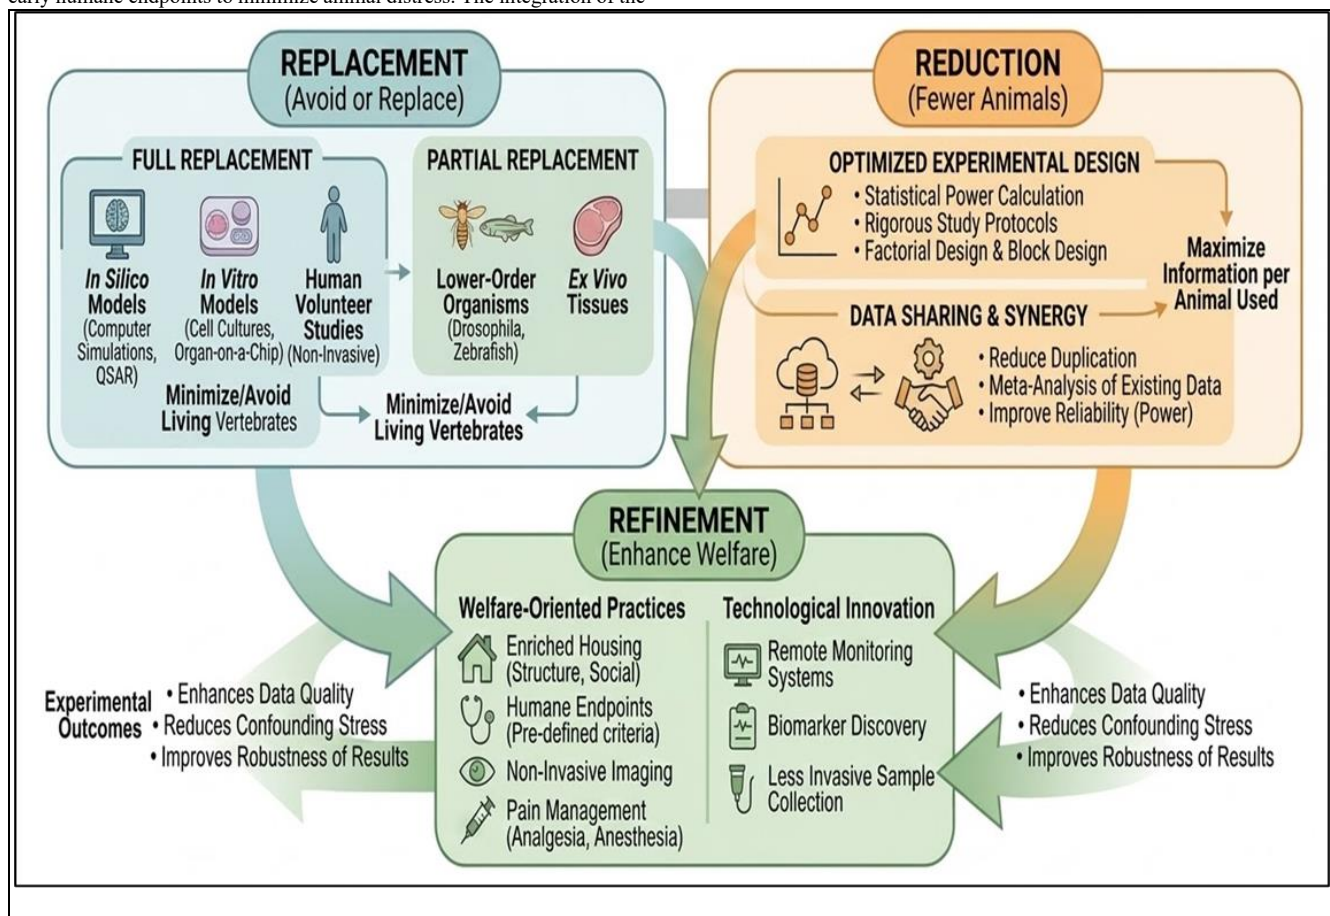 early humane endpoints to minimize animal distress. The integration of the
REPLACEMENT
(Avoid or Replace)
FULL REPLACEMENT
In Silico
Models
(Computer
Simulations,
QSAR)
In Vitro
Models
(Cell Cultures,
Organ-on-a-Chip)
Human
Volunteer
Studies
(Non-Invasive)
Minimize/Avoid
Living Vertebrates
PARTIAL REPLACEMENT
Lower-Order
Organisms
(Drosophila,
Zebrafish)
Ex Vivo
Tissues
Minimize/Avoid
Living Vertebrates
REDUCTION
(Fewer Animals)
OPTIMIZED EXPERIMENTAL DESIGN
• Statistical Power Calculation
• Rigorous Study Protocols
• Factorial Design & Block Design
Maximize
Information per
Animal Used
DATA SHARING & SYNERGY
• Reduce Duplication
• Meta-Analysis of Existing Data
• Improve Reliability (Power)
REFINEMENT
(Enhance Welfare)
Welfare-Oriented Practices
Enriched Housing
(Structure, Social)
Humane Endpoints
(Pre-defined criteria)
Non-Invasive Imaging
Pain Management
(Analgesia, Anesthesia)
Technological Innovation
Remote Monitoring
Systems
Biomarker Discovery
Less Invasive Sample
Collection
Experimental
Outcomes
• Enhances Data Quality
• Reduces Confounding Stress
• Improves Robustness of Results
• Enhances Data Quality
• Reduces Confounding Stress
• Improves Robustness of Results